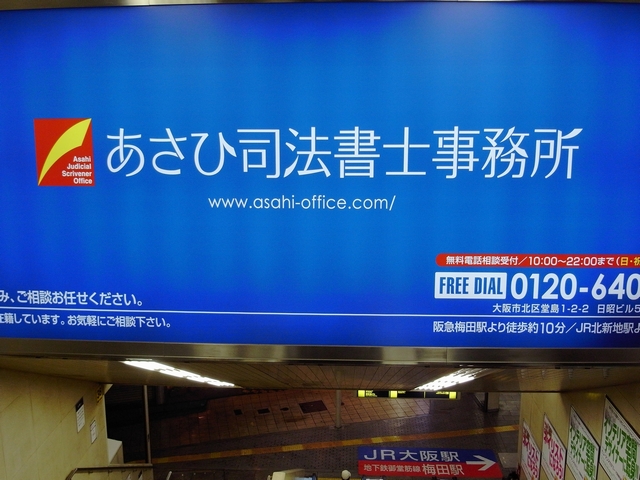 Asahi
Judicial
Scrivener
Office
あさひ司法書士事務所
www.asahi-office.com/
無料電話相談受付／10:00〜22:00まで（日・祝
FREE DIAL 0120-640
み、ご相談お任せください。
大阪市北区堂島1-2-2 日昭ビル5
在籍しています。お気軽にご相談下さい。
阪急梅田駅より徒歩約10分／JR北新地駅よ
JR大阪駅
地下鉄御堂筋線 梅田駅